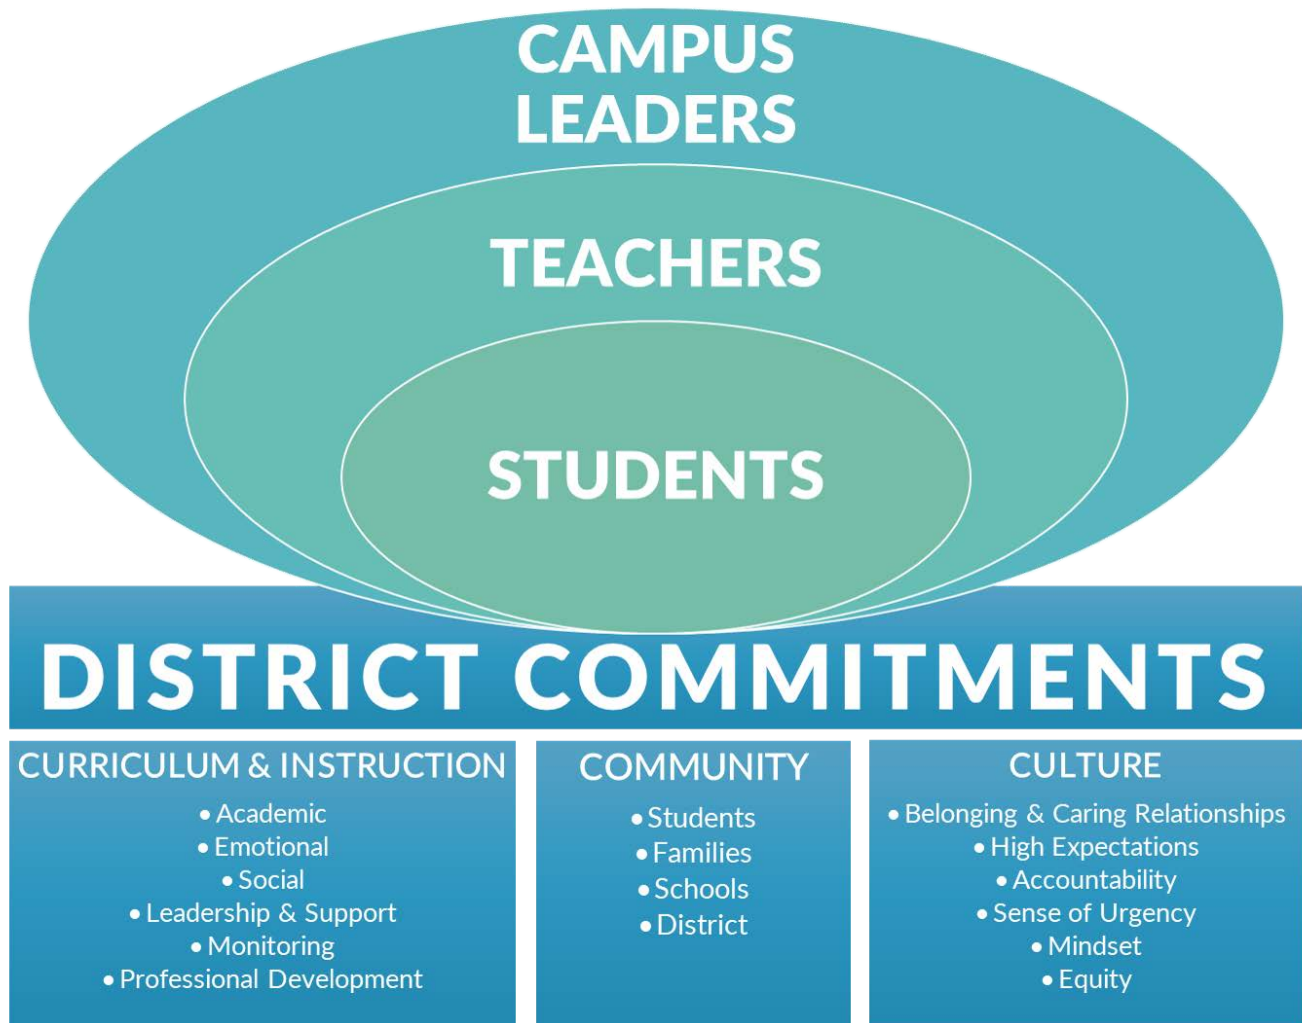 CAMPUS
LEADERS
TEACHERS
STUDENTS
DISTRICT COMMITMENTS
CURRICULUM & INSTRUCTION
• Academic
• Emotional
• Social
• Leadership & Support
• Monitoring
• Professional Development
COMMUNITY
• Students
• Families
• Schools
• District
CULTURE
• Belonging & Caring Relationships
• High Expectations
• Accountability
• Sense of Urgency
• Mindset
• Equity